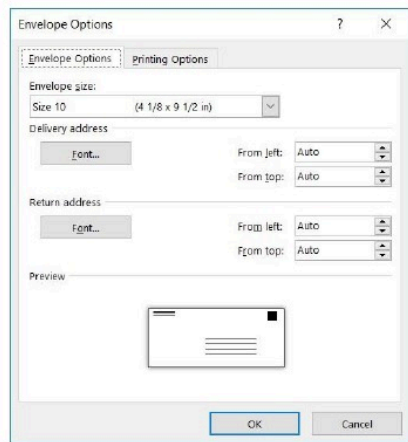 Envelope Options ? ×
Envelope Options Printing Options
Envelope size:
Size 10 (4 1/8 x 9 1/2 in)
Delivery address
Font... From left: Auto
From top: Auto
Return address
Font... From left: Auto
From top: Auto
Preview
OK Cancel